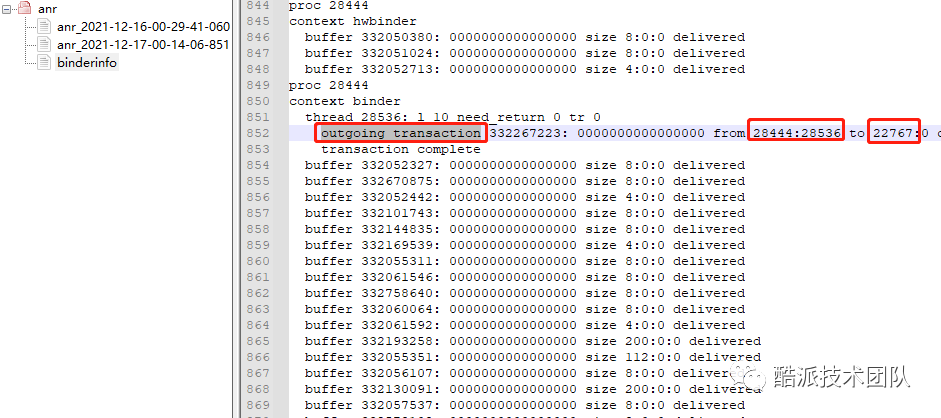 anr
anr_2021-12-16-00-29-41-060
anr_2021-12-17-00-14-06-851
binderinfo
844 proc 28444
845 context hwbinder
846 buffer 332050380: 0000000000000000 size 8:0:0 delivered
847 buffer 332051024: 0000000000000000 size 8:0:0 delivered
848 buffer 332052713: 0000000000000000 size 4:0:0 delivered
849 proc 28444
850 context binder
851 thread 28536: l 10 need_return 0 tr 0
852 outgoing transaction 332267223: 0000000000000000 from 28444:28536 to 22767:0 c
853 transaction complete
854 buffer 332052327: 0000000000000000 size 8:0:0 delivered
855 buffer 332670875: 0000000000000000 size 8:0:0 delivered
856 buffer 332052442: 0000000000000000 size 4:0:0 delivered
857 buffer 332101743: 0000000000000000 size 8:0:0 delivered
858 buffer 332144835: 0000000000000000 size 8:0:0 delivered
859 buffer 332169539: 0000000000000000 size 4:0:0 delivered
860 buffer 332055311: 0000000000000000 size 8:0:0 delivered
861 buffer 332061546: 0000000000000000 size 8:0:0 delivered
862 buffer 332758640: 0000000000000000 size 8:0:0 delivered
863 buffer 332060064: 0000000000000000 size 8:0:0 delivered
864 buffer 332061592: 0000000000000000 size 4:0:0 delivered
865 buffer 332193258: 0000000000000000 size 200:0:0 delivered
866 buffer 332055351: 0000000000000000 size 112:0:0 delivered
867 buffer 332056107: 0000000000000000 size 8:0:0 delivered
868 buffer 332130091: 0000000000000000 size 200:0:0 delivered
869 buffer 332057537: 0000000000000000 size 8:0:0 delivered
酷派技术团队